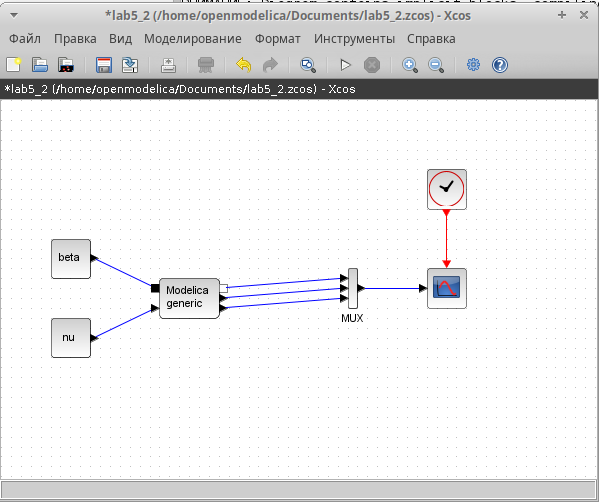 *lab5_2 (/home/openmodelica/Documents/lab5_2.zcos) - Xcos
Файл Правка Вид Моделирование Формат Инструменты Справка
*lab5_2 (/home/openmodelica/Documents/lab5_2.zcos) - Xcos
beta
Modelica
generic
nu
MUX